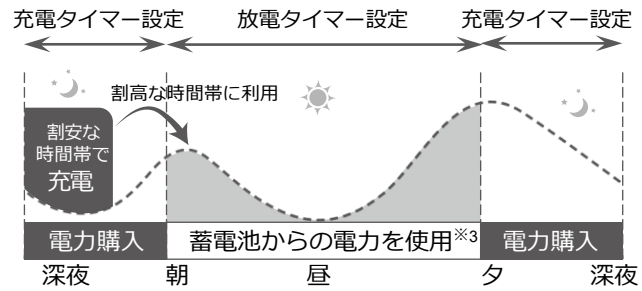 充電タイマー設定 放電タイマー設定 充電タイマー設定
割高な時間帯に利用
割安な
時間帯で
充電
電力購入 蓄電池からの電力を使用※3 電力購入
深夜 朝 昼 夕 深夜